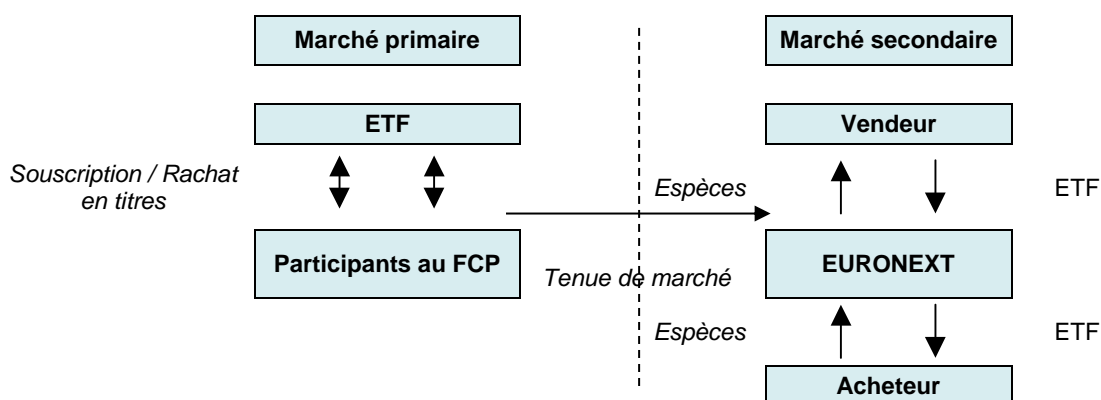 Marché primaire
Marché secondaire
ETF
Vendeur
Souscription / Rachat
en titres
Espèces
ETF
Participants au FCP
EURONEXT
Tenue de marché
Espèces
ETF
Acheteur